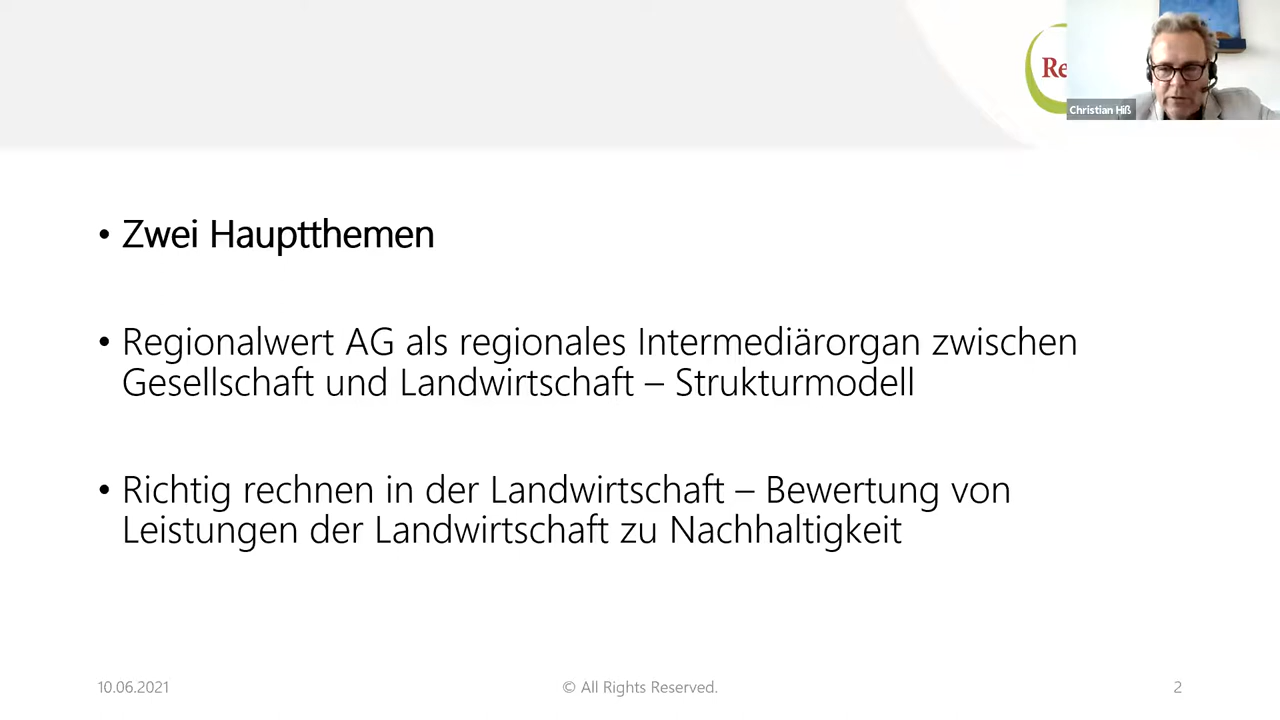 Re
Christian Hiß
• Zwei Hauptthemen
• Regionalwert AG als regionales Intermediärorgan zwischen
Gesellschaft und Landwirtschaft – Strukturmodell
• Richtig rechnen in der Landwirtschaft – Bewertung von
Leistungen der Landwirtschaft zu Nachhaltigkeit
10.06.2021
© All Rights Reserved.
2